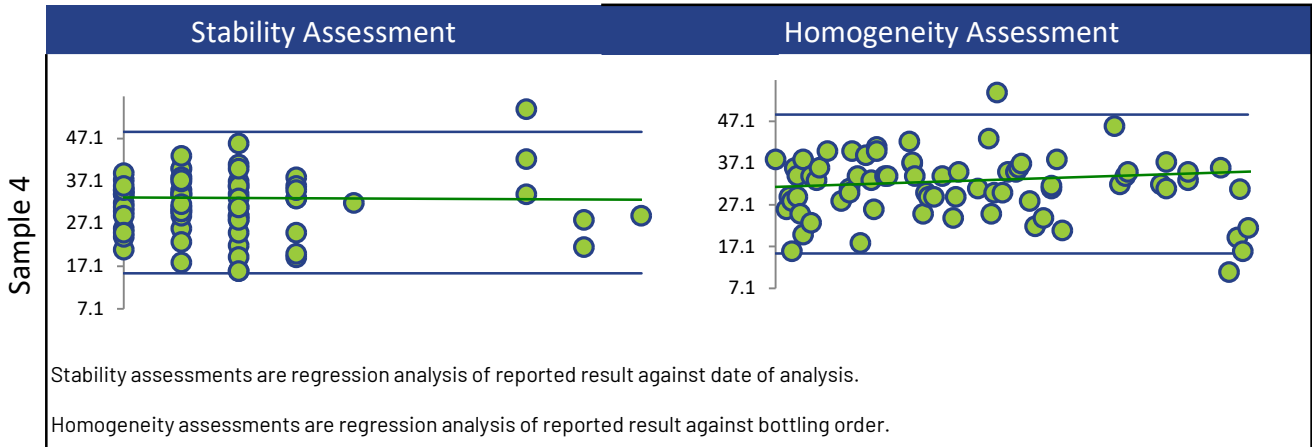 Stability Assessment
Homogeneity Assessment
Sample 4
47.1
37.1
27.1
17.1
7.1
47.1
37.1
27.1
17.1
7.1
Stability assessments are regression analysis of reported result against date of analysis.
Homogeneity assessments are regression analysis of reported result against bottling order.